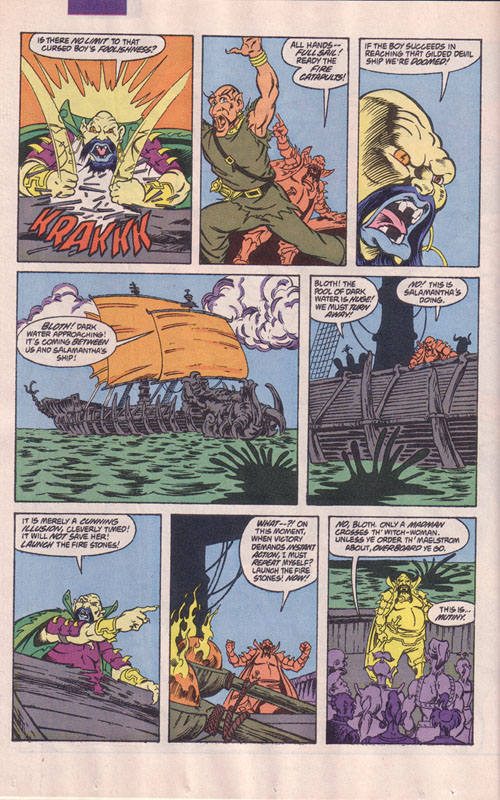 IS THERE NO LIMIT TO THAT
CURSED BOY'S FOOLISHNESS?
KRAKHH
ALL HANDS--
FULL SAIL!
READY THE
FIRE
CATAPULTS!
IF THE BOY SUCCEEDS IN
REACHING THAT GILDED DEVIL
SHIP WE'RE DOOMED!
BLOTH! DARK
WATER APPROACHING!
IT'S COMING BETWEEN
US AND SALAMANTHA'S
SHIP!
BLOTH! THE
POOL OF DARK
WATER IS HUGE!
WE MUST TURN
AWAY!
NO! THIS IS
SALAMANTHA'S
DOING.
IT IS MERELY A CUNNING
ILLUSION, CLEVERLY TIMED!
IT WILL NOT SAVE HER!
LAUNCH THE FIRE STONES!
WHAT--?! ON
THIS MOMENT,
WHEN VICTORY
DEMANDS INSTANT
ACTION, I MUST
REPEAT MYSELF?
LAUNCH THE FIRE
STONES! NOW!
NO, BLOTH. ONLY A MADMAN
CROSSES TH' WITCH-WOMAN.
UNLESS YE ORDER TH' MAELSTROM
ABOUT, OVERBOARD YE GO.
THIS IS...
MUTINY.